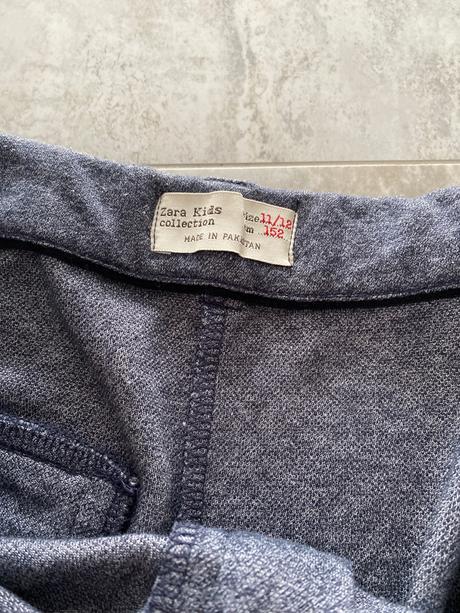 Zara Kids
collection
size 11/12
cm 152
MADE IN PAKISTAN